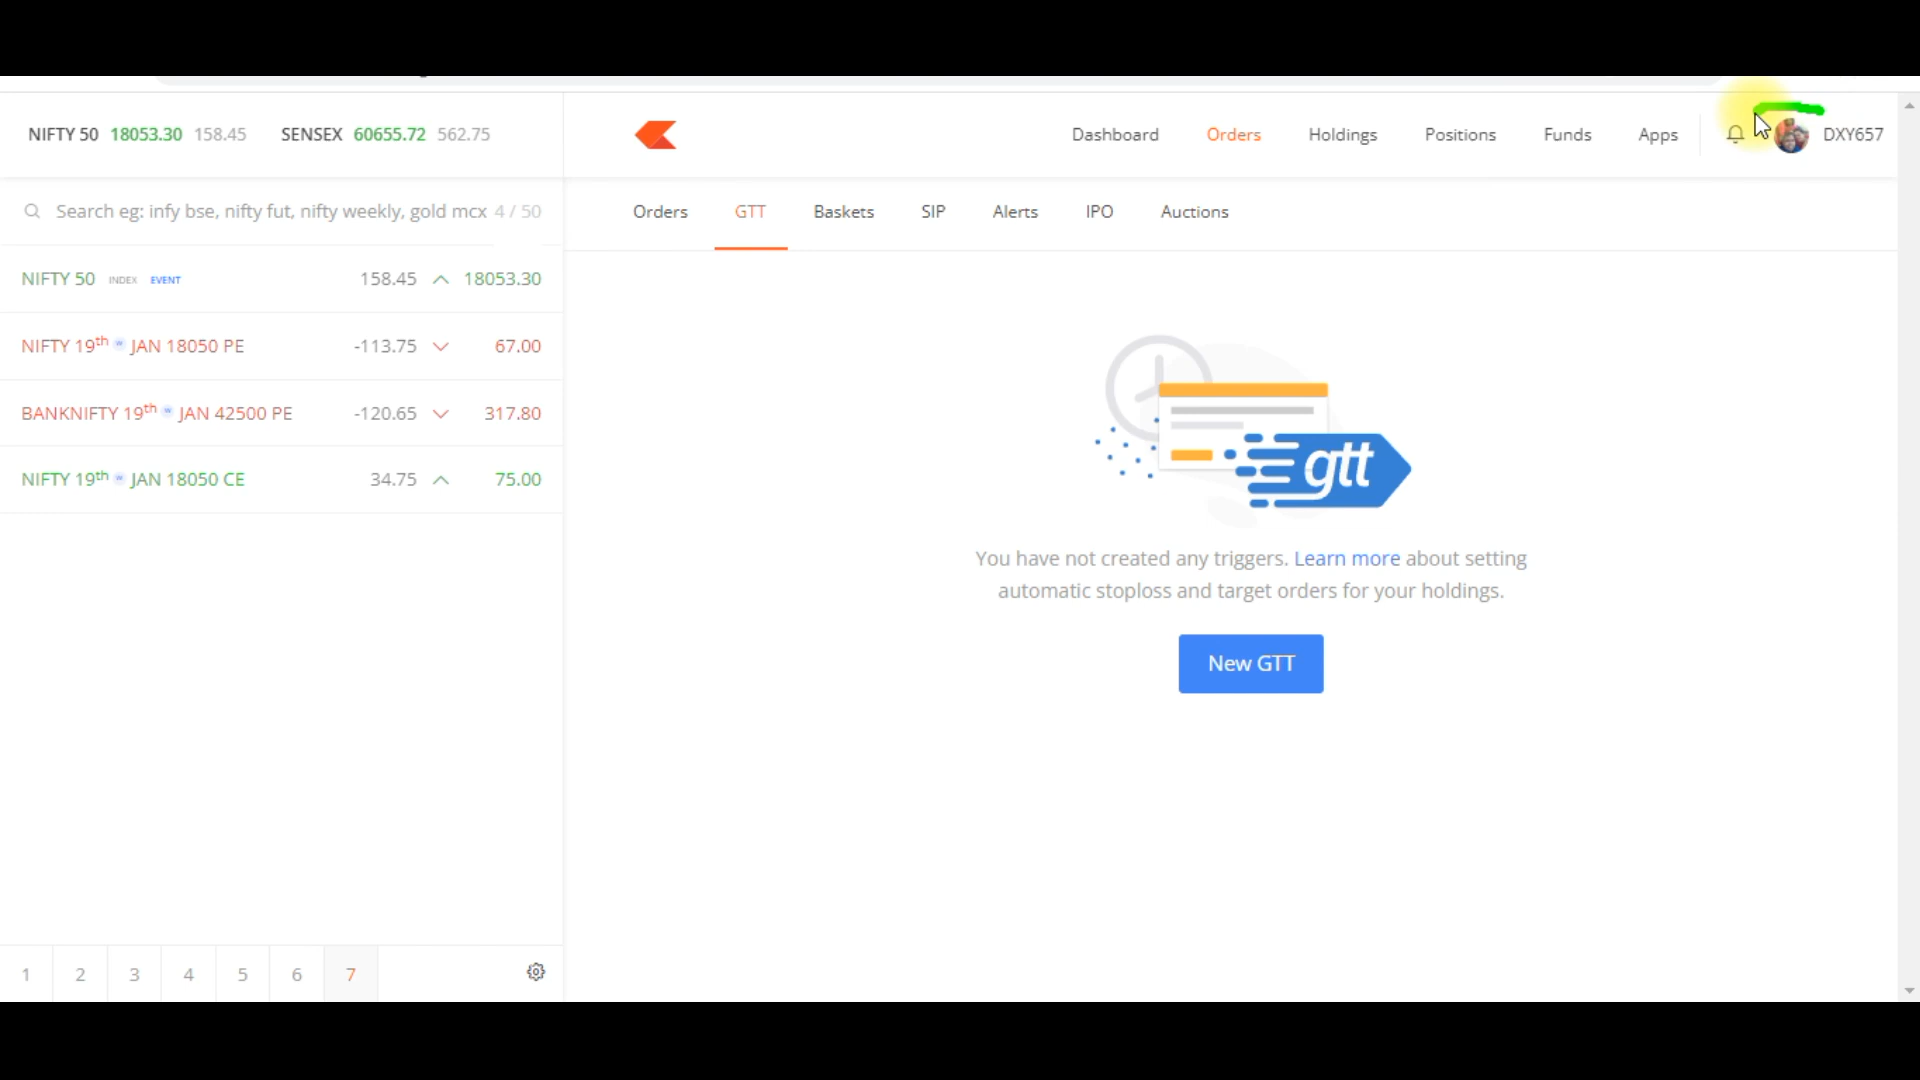 NIFTY 50 18053.30 158.45 SENSEX 60655.72 562.75
Dashboard Orders Holdings Positions Funds Apps DXY657
Search eg: infy bse, nifty fut, nifty weekly, gold mcx 4 / 50
Orders GTT Baskets SIP Alerts IPO Auctions
NIFTY 50 INDEX EVENT 158.45 18053.30
NIFTY 19th w JAN 18050 PE -113.75 67.00
BANKNIFTY 19th w JAN 42500 PE -120.65 317.80
NIFTY 19th w JAN 18050 CE 34.75 75.00
gtt
You have not created any triggers. Learn more about setting
automatic stoploss and target orders for your holdings.
New GTT
1 2 3 4 5 6 7